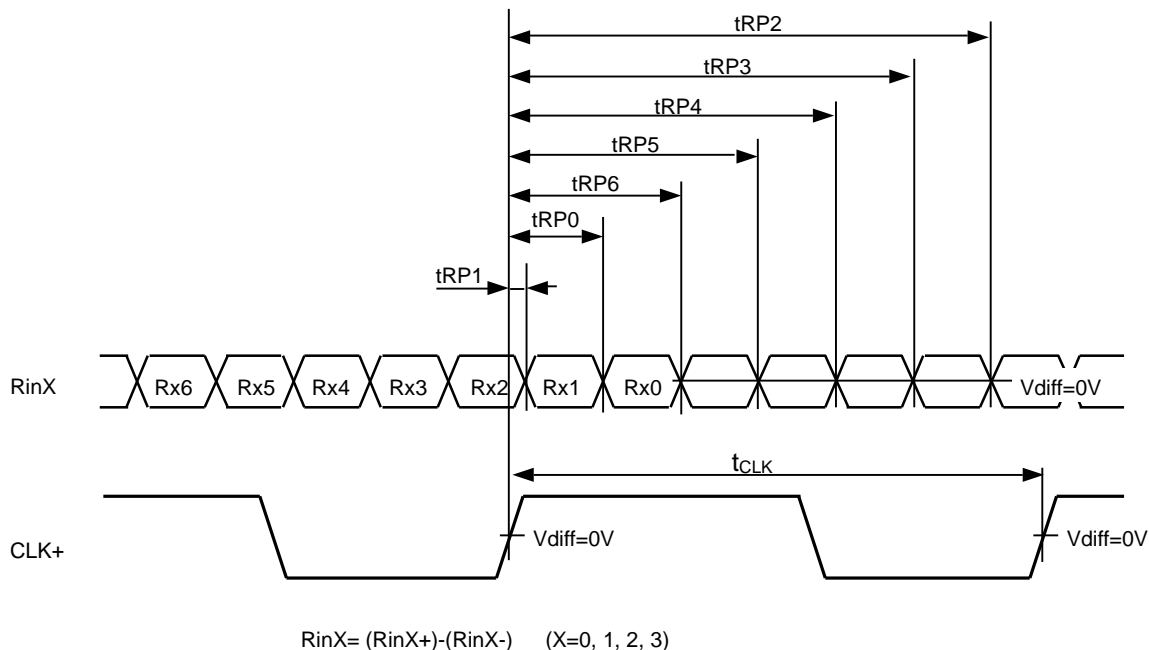 tRP2
tRP3
tRP4
tRP5
tRP6
tRP0
tRP1
RinX Rx6 Rx5 Rx4 Rx3 Rx2 Rx1 Rx0 Vdiff=0V
tCLK
CLK+ Vdiff=0V Vdiff=0V
RinX= (RinX+)-(RinX-) (X=0, 1, 2, 3)